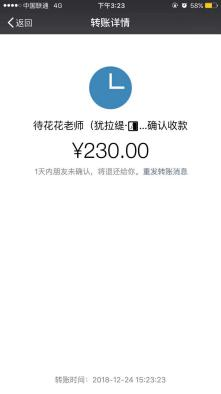 中国联通 4G 下午3:23 58%
返回 转账详情
待花花老师（犹拉缇·...确认收款
¥230.00
1天内朋友未确认，将退还给你。重发转账消息
转账时间：2018-12-24 15:23:23